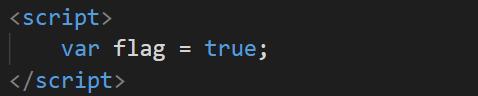 <script>
    var flag = true;
</script>